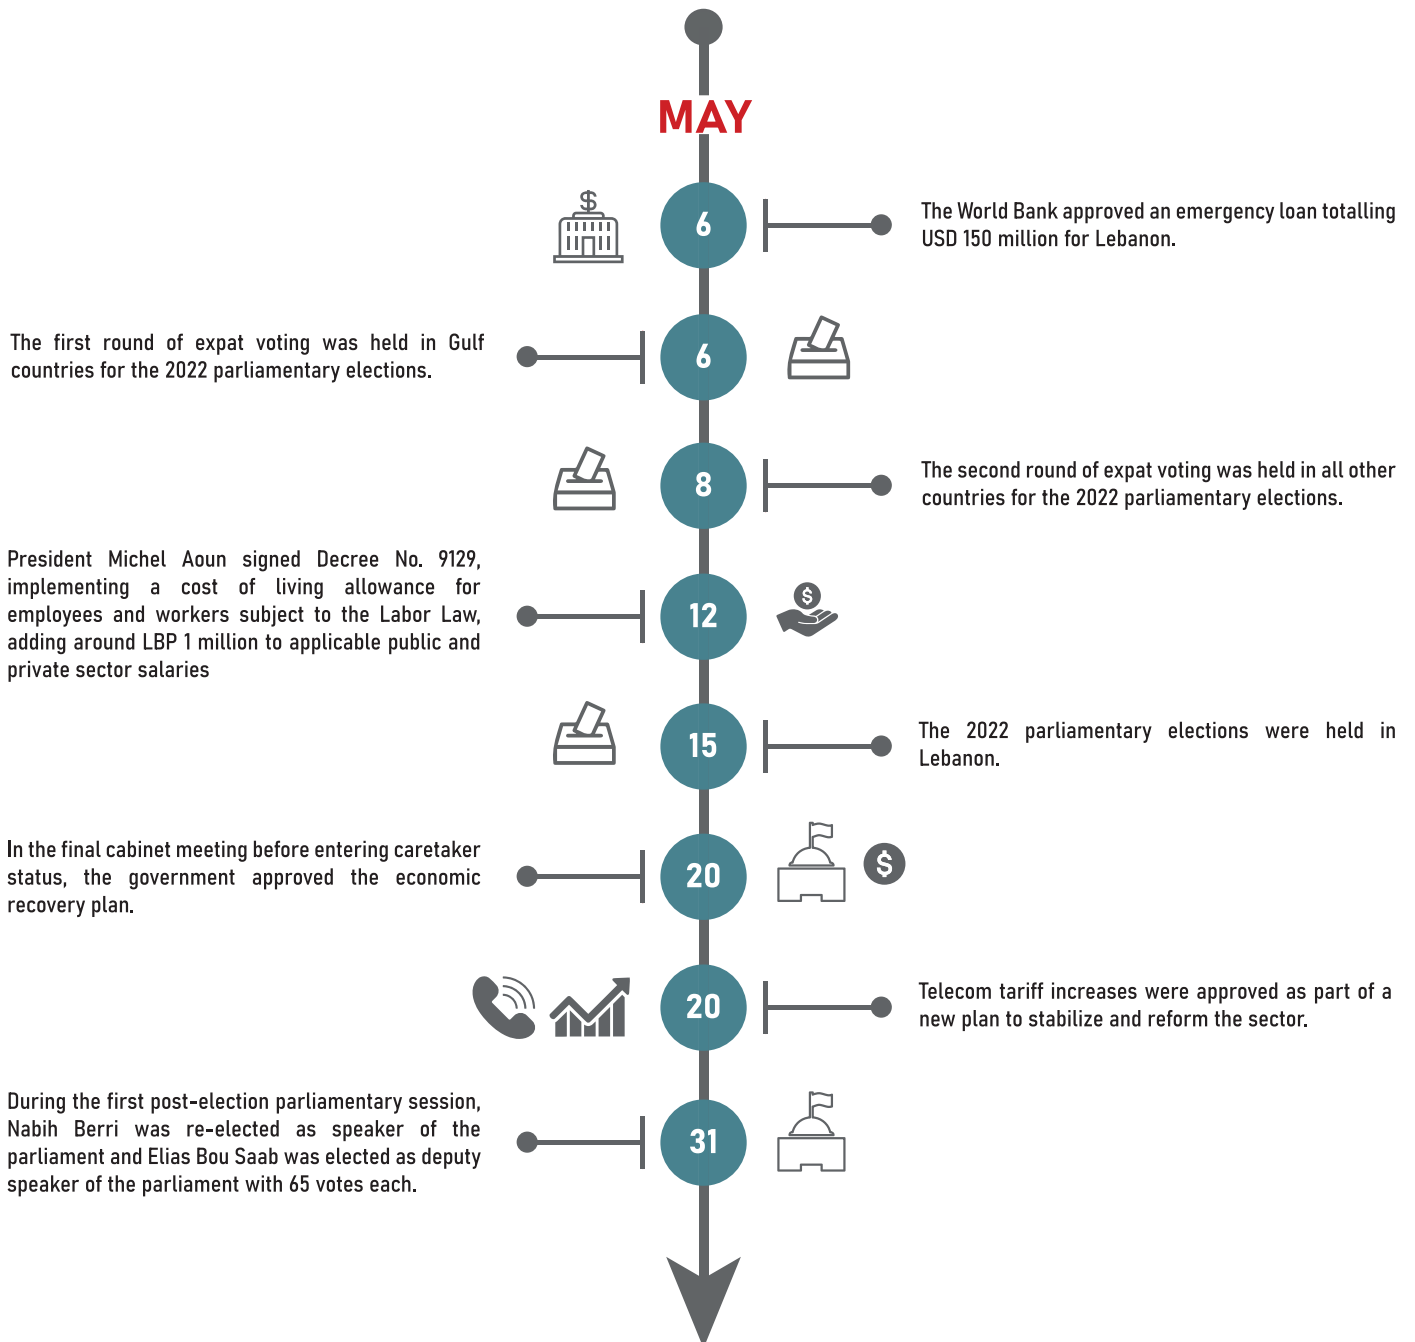 MAY
6
The World Bank approved an emergency loan totalling
USD 150 million for Lebanon.
The first round of expat voting was held in Gulf
countries for the 2022 parliamentary elections.
6
8
The second round of expat voting was held in all other
countries for the 2022 parliamentary elections.
President Michel Aoun signed Decree No. 9129,
implementing a cost of living allowance for
employees and workers subject to the Labor Law,
adding around LBP 1 million to applicable public and
private sector salaries
12
15
The 2022 parliamentary elections were held in
Lebanon.
In the final cabinet meeting before entering caretaker
status, the government approved the economic
recovery plan.
20
20
Telecom tariff increases were approved as part of a
new plan to stabilize and reform the sector.
During the first post-election parliamentary session,
Nabih Berri was re-elected as speaker of the
parliament and Elias Bou Saab was elected as deputy
speaker of the parliament with 65 votes each.
31